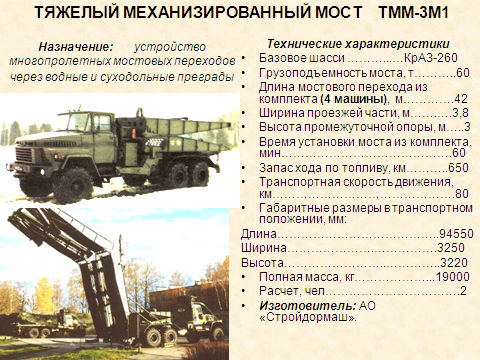 ТЯЖЕЛЫЙ МЕХАНИЗИРОВАННЫЙ МОСТ ТММ-3М1
Назначение: устройство
многопролетных мостовых переходов
через водные и суходольные преграды
Технические характеристики
• Базовое шасси ………..…КрАЗ-260
• Грузоподъемность моста, т………..60
• Длина мостового перехода из
комплекта (4 машины), м……………42
• Ширина проезжей части, м………..3,8
• Высота промежуточной опоры, м….3
• Время установки моста из комплекта,
мин……………………………………….60
• Запас хода по топливу, км………..650
• Транспортная скорость движения,
км………………………………………….80
• Габаритные размеры в транспортном
положении, мм:
Длина……………………………………..94550
Ширина…………………………………..3250
Высота………………..…………………..3220
• Полная масса, кг………………...19000
• Расчет, чел………………………………2
• Изготовитель: АО
«Стройдормаш».